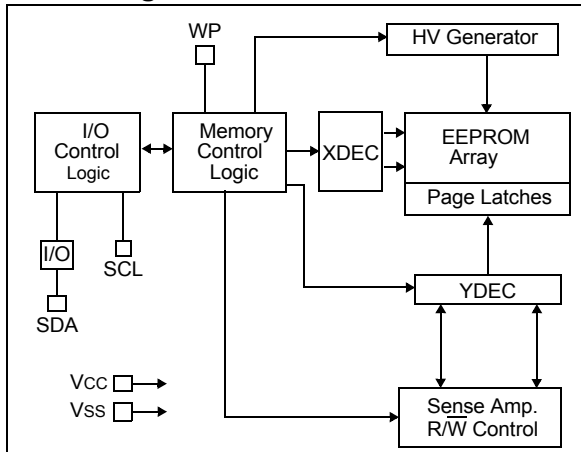 WP
HV Generator
I/O
Control
Logic
Memory
Control
Logic
XDEC
EEPROM
Array
Page Latches
I/O
SCL
SDA
YDEC
VCC
VSS
Sense Amp.
R/W̅ Control